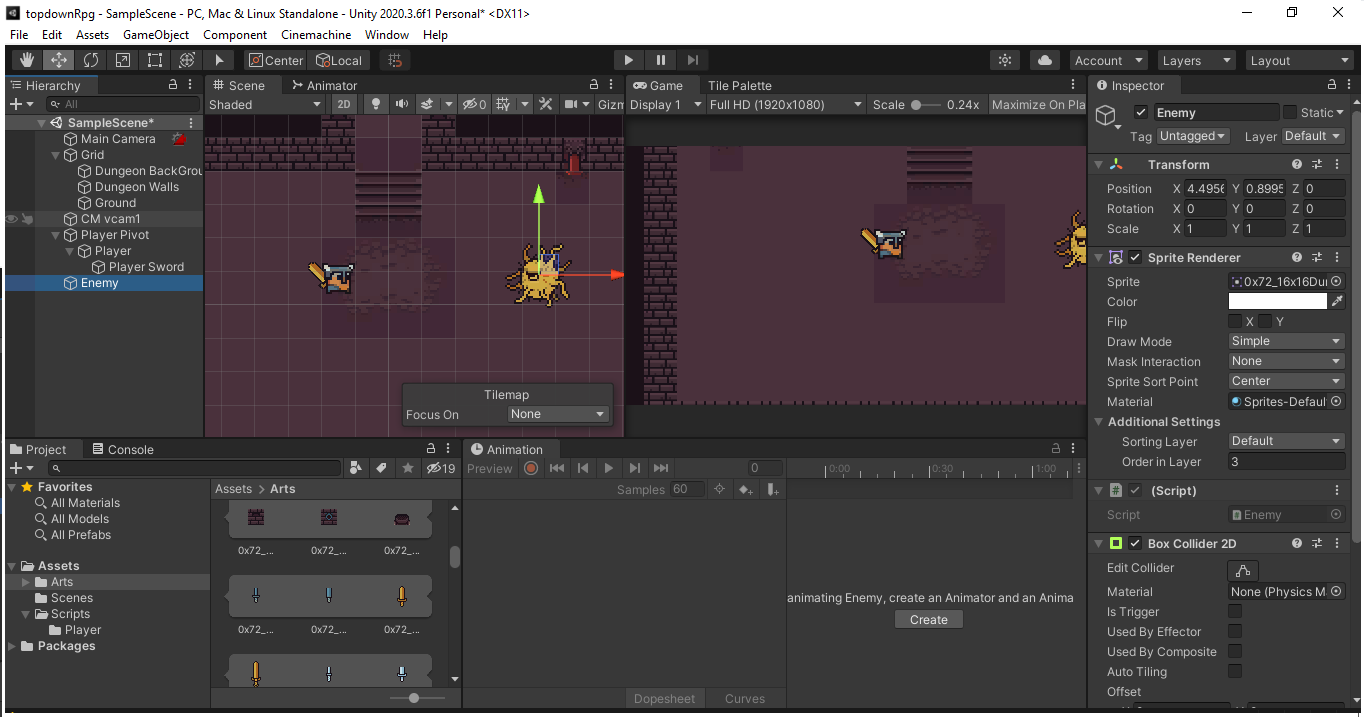 topdownRpg - SampleScene - PC, Mac & Linux Standalone - Unity 2020.3.6f1 Personal* <DX11>
File Edit Assets GameObject Component Cinemachine Window Help
Center Local Account Layers Layout
Hierarchy
All
SampleScene*
Main Camera
Grid
Dungeon BackGrou
Dungeon Walls
Ground
CM vcam1
Player Pivot
Player
Player Sword
Enemy
Scene Animator
Shaded 2D 0 Gizm
Tilemap
Focus On None
Game Tile Palette
Display 1 Full HD (1920x1080) Scale 0.24x Maximize On Pla
Inspector
Enemy Static
Tag Untagged Layer Default
Transform
Position X 4.4956 Y 0.8995 Z 0
Rotation X 0 Y 0 Z 0
Scale X 1 Y 1 Z 1
Sprite Renderer
Sprite 0x72_16x16Dun
Color
Flip X Y
Draw Mode Simple
Mask Interaction None
Sprite Sort Point Center
Material Sprites-Defaul
Additional Settings
Sorting Layer Default
Order in Layer 3
(Script)
Script Enemy
Box Collider 2D
Edit Collider
Material None (Physics M
Is Trigger
Used By Effector
Used By Composite
Auto Tiling
Offset
Project Console
19
Favorites
All Materials
All Models
All Prefabs
Assets
Arts
Scenes
Scripts
Player
Packages
Assets > Arts
0x72_... 0x72_... 0x72_...
0x72_... 0x72_... 0x72_...
Animation
Preview 0 0:00 0:30 1:00
Samples 60
animating Enemy, create an Animator and an Anima
Create
Dopesheet Curves